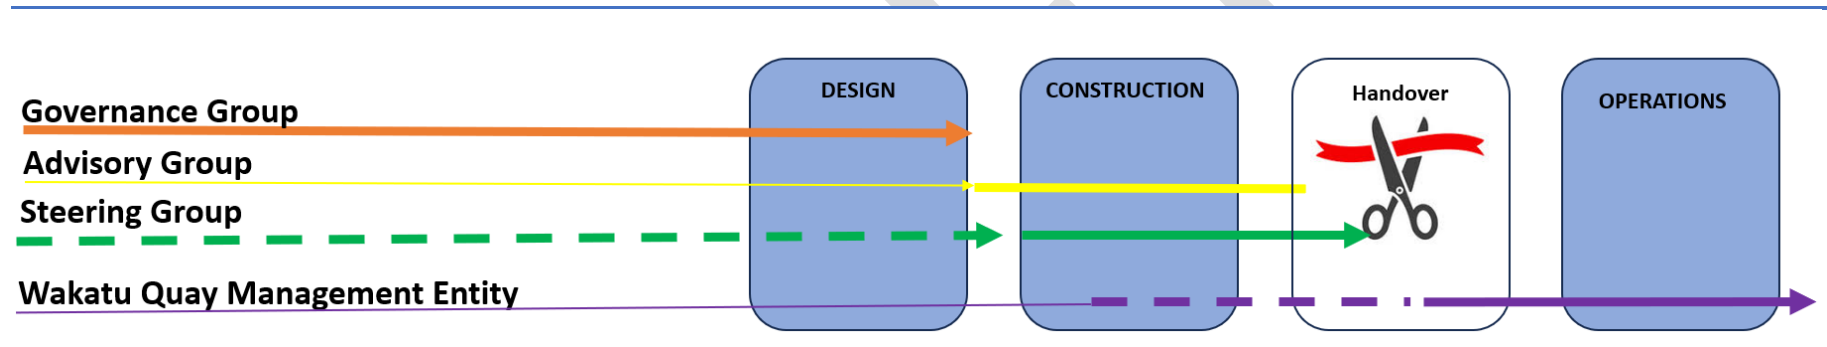 DESIGN
CONSTRUCTION
Handover
OPERATIONS
Governance Group
Advisory Group
Steering Group
Wakatu Quay Management Entity